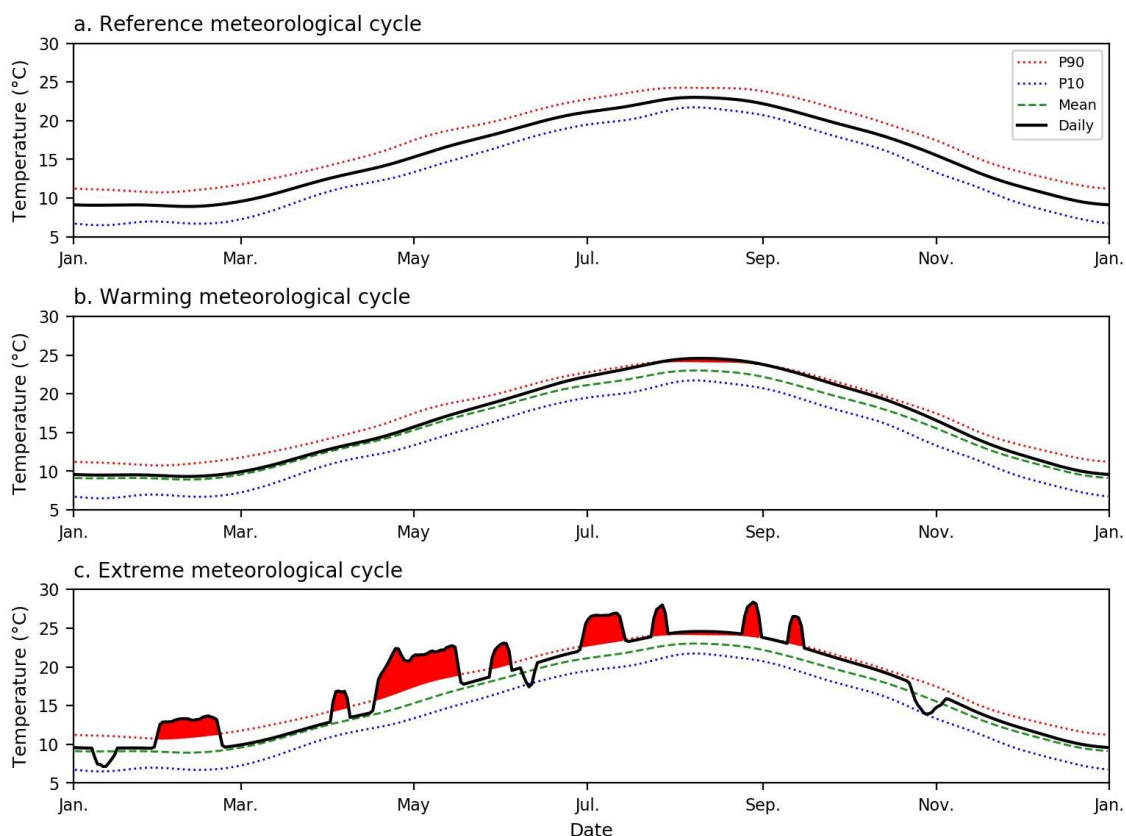 a. Reference meteorological cycle
30
25
20
15
10
5
Temperature (°C)
P90
P10
Mean
Daily
Jan.
Mar.
May
Jul.
Sep.
Nov.
Jan.
b. Warming meteorological cycle
30
25
20
15
10
5
Temperature (°C)
Jan.
Mar.
May
Jul.
Sep.
Nov.
Jan.
c. Extreme meteorological cycle
30
25
20
15
10
5
Temperature (°C)
Jan.
Mar.
May
Jul.
Sep.
Nov.
Jan.
Date